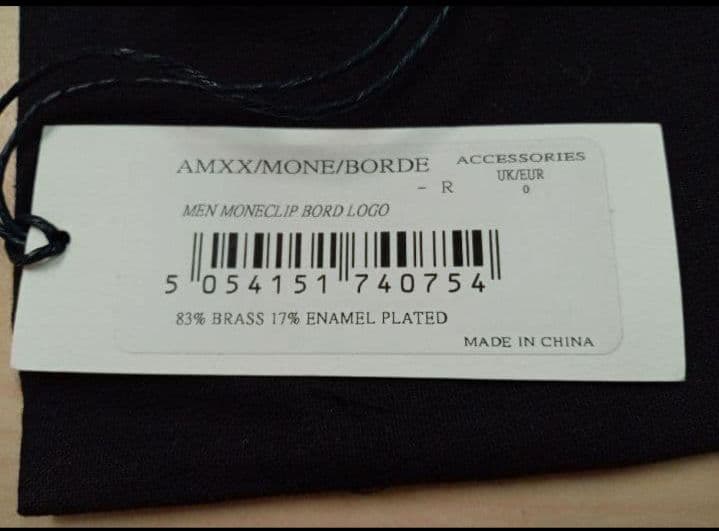 AMXX/MONE/BORDE
ACCESSORIES
UK/EUR
- R
0
MEN MONECLIP BORD LOGO
5 054151 740754
83% BRASS 17% ENAMEL PLATED
MADE IN CHINA